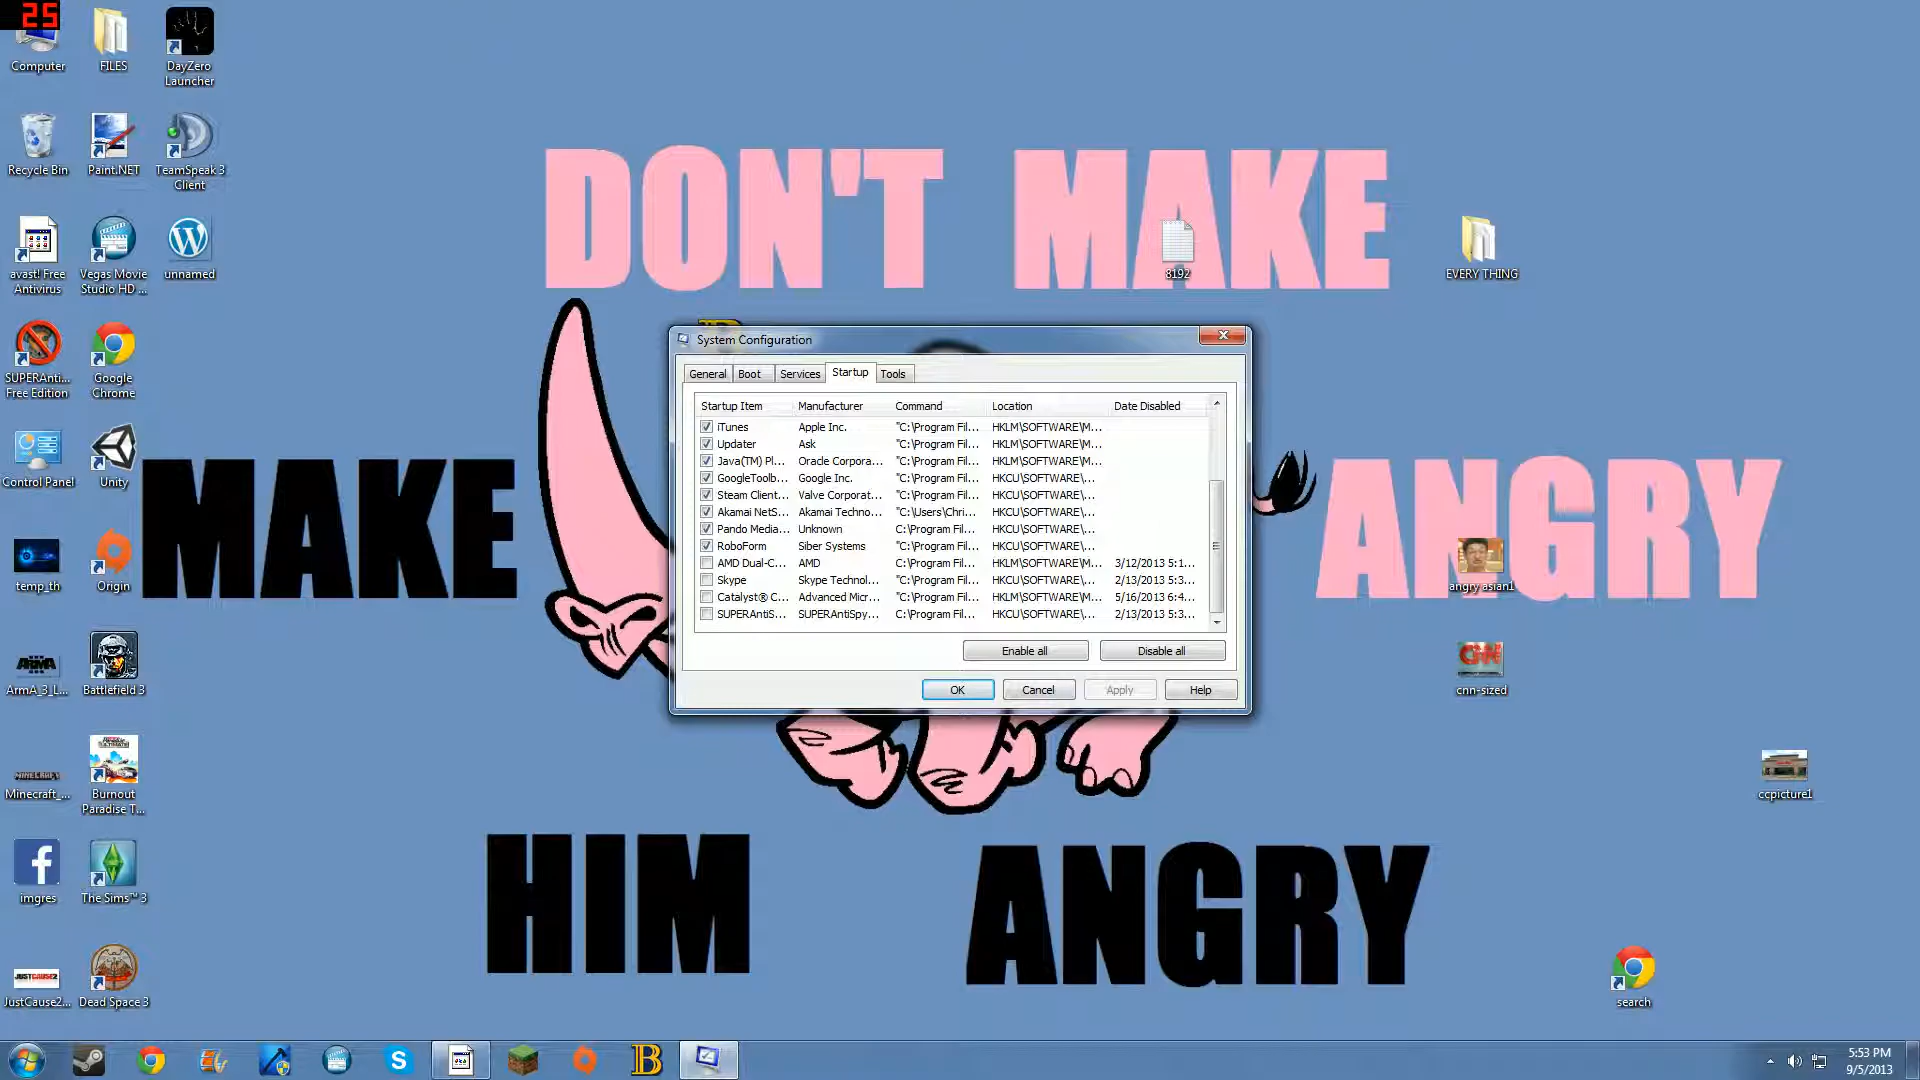 25
Computer
FILES
DayZero
Launcher
Recycle Bin
Paint.NET
TeamSpeak 3
Client
avast! Free
Antivirus
Vegas Movie
Studio HD ...
unnamed
SUPERAnti...
Free Edition
Google
Chrome
Control Panel
Unity
temp_th
Origin
ArmA_3_L...
Battlefield 3
Minecraft_...
Burnout
Paradise T...
imgres
The Sims™ 3
JustCause2...
Dead Space 3
DON'T MAKE
MAKE
ANGRY
HIM
ANGRY
8192
EVERY THING
angry asian1
cnn-sized
ccpicture1
search
System Configuration
General
Boot
Services
Startup
Tools
Startup Item Manufacturer Command Location Date Disabled
iTunes Apple Inc. "C:\Program Fil... HKLM\SOFTWARE\M...
Updater Ask "C:\Program Fil... HKLM\SOFTWARE\M...
Java(TM) Pl... Oracle Corpora... "C:\Program Fil... HKLM\SOFTWARE\M...
GoogleToolb... Google Inc. "C:\Program Fil... HKCU\SOFTWARE\...
Steam Client... Valve Corporat... "C:\Program Fil... HKCU\SOFTWARE\...
Akamai NetS... Akamai Techno... "C:\Users\Chri... HKCU\SOFTWARE\...
Pando Media... Unknown C:\Program Fil... HKCU\SOFTWARE\...
RoboForm Siber Systems "C:\Program Fil... HKCU\SOFTWARE\...
AMD Dual-C... AMD C:\Program Fil... HKLM\SOFTWARE\M... 3/12/2013 5:1...
Skype Skype Technol... "C:\Program Fil... HKCU\SOFTWARE\... 2/13/2013 5:3...
Catalyst® C... Advanced Micr... "C:\Program Fil... HKLM\SOFTWARE\M... 5/16/2013 6:4...
SUPERAntiS... SUPERAntiSpy... C:\Program Fil... HKCU\SOFTWARE\... 2/13/2013 5:3...
Enable all
Disable all
OK
Cancel
Apply
Help
5:53 PM
9/5/2013